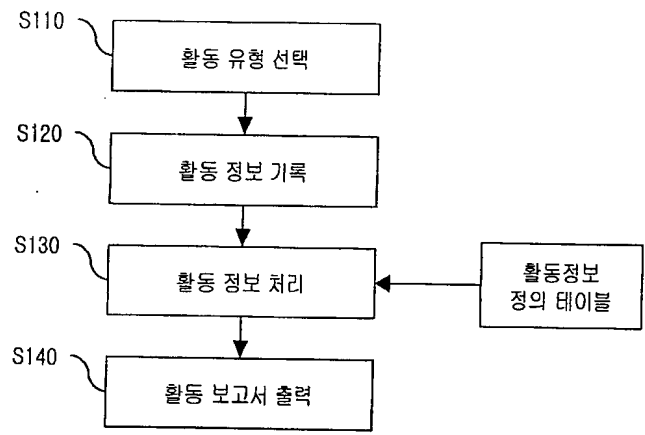 S110
활동 유형 선택
S120
활동 정보 기록
S130
활동 정보 처리
활동정보
정의 테이블
S140
활동 보고서 출력